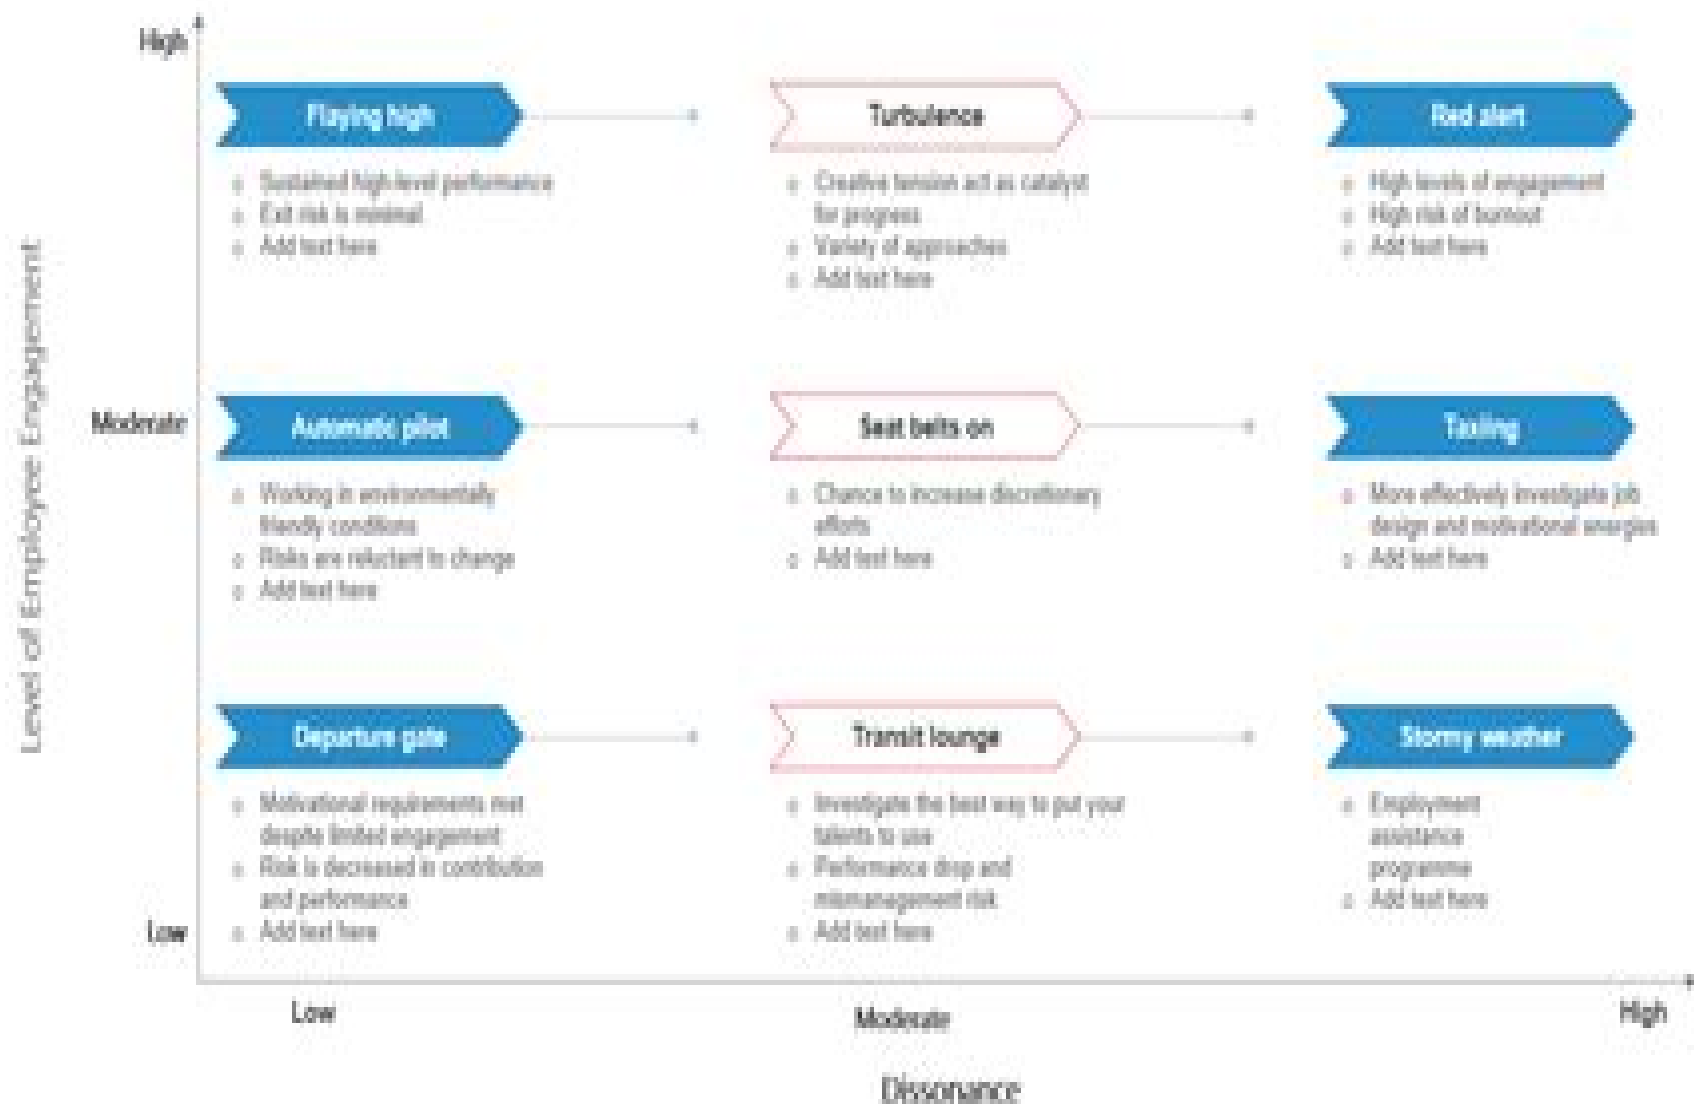 High
Flaying high
Turbulence
Red alert
Sustained high level performance
Exit risk is minimal
Add text here
Creative tension act as catalyst
for progress
Variety of approaches
Add text here
High levels of engagement
High risk of burnout
Add text here
Level of Employee Engagement
Moderate
Automatic pilot
Seat belts on
Taxiing
Working in environmentally
friendly conditions
Risks are reluctant to change
Add text here
Chance to increase discretionary
efforts
Add text here
More effectively investigate job
design and motivational energies
Add text here
Departure gate
Transit lounge
Stormy weather
Motivational requirements met
despite limited engagement
Risk is decreased in contribution
and performance
Add text here
Investigate the best way to put your
talents to use
Performance drop and
mismanagement risk
Add text here
Employment
assistance
programme
Add text here
Low
Low
Moderate
High
Dissonance